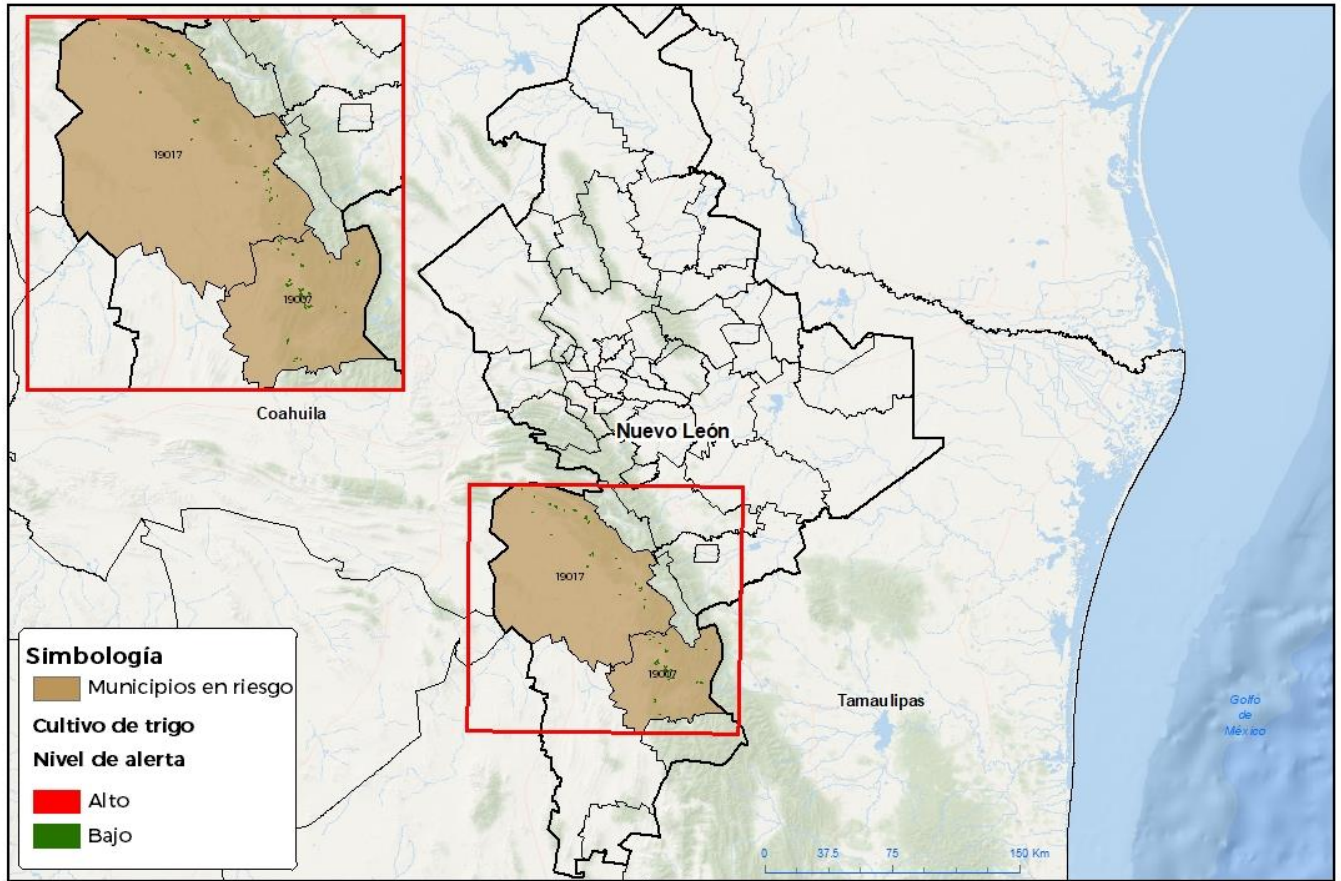 19017
19007
Coahuila
Nuevo León
19017
19007
Tamaulipas
Golfo
de
México
Simbología
Municipios en riesgo
Cultivo de trigo
Nivel de alerta
Alto
Bajo
0 37.5 75 150 Km